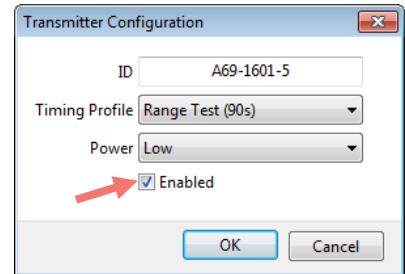 Transmitter Configuration
ID A69-1601-5
Timing Profile Range Test (90s)
Power Low
Enabled
OK Cancel